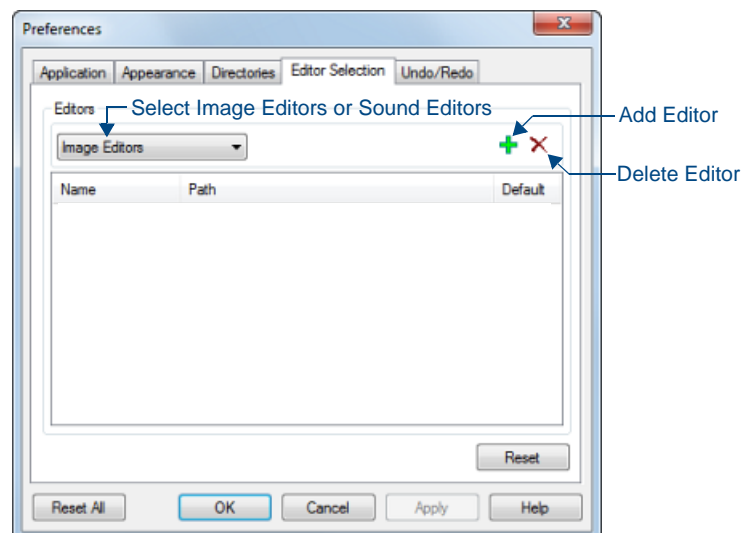 Preferences
Application Appearance Directories Editor Selection Undo/Redo
Editors
Select Image Editors or Sound Editors
Add Editor
Image Editors
Delete Editor
Name Path Default
Reset
Reset All OK Cancel Apply Help